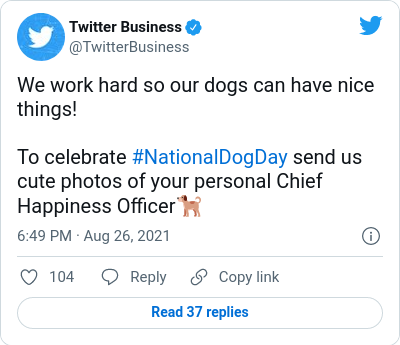 Twitter Business
@TwitterBusiness
We work hard so our dogs can have nice
things!
To celebrate #NationalDogDay send us
cute photos of your personal Chief
Happiness Officer🐕
6:49 PM · Aug 26, 2021
104 Reply Copy link
Read 37 replies